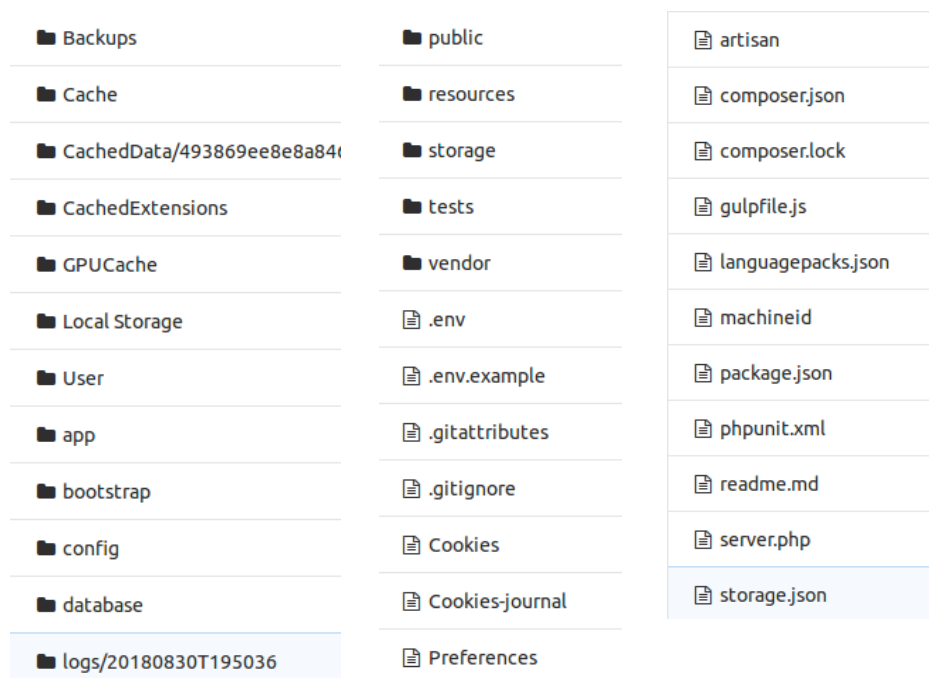 Backups
Cache
CachedData/493869ee8e8a846
CachedExtensions
GPUCache
Local Storage
User
app
bootstrap
config
database
logs/20180830T195036
public
resources
storage
tests
vendor
.env
.env.example
.gitattributes
.gitignore
Cookies
Cookies-journal
Preferences
artisan
composer.json
composer.lock
gulpfile.js
languagepacks.json
machineid
package.json
phpunit.xml
readme.md
server.php
storage.json